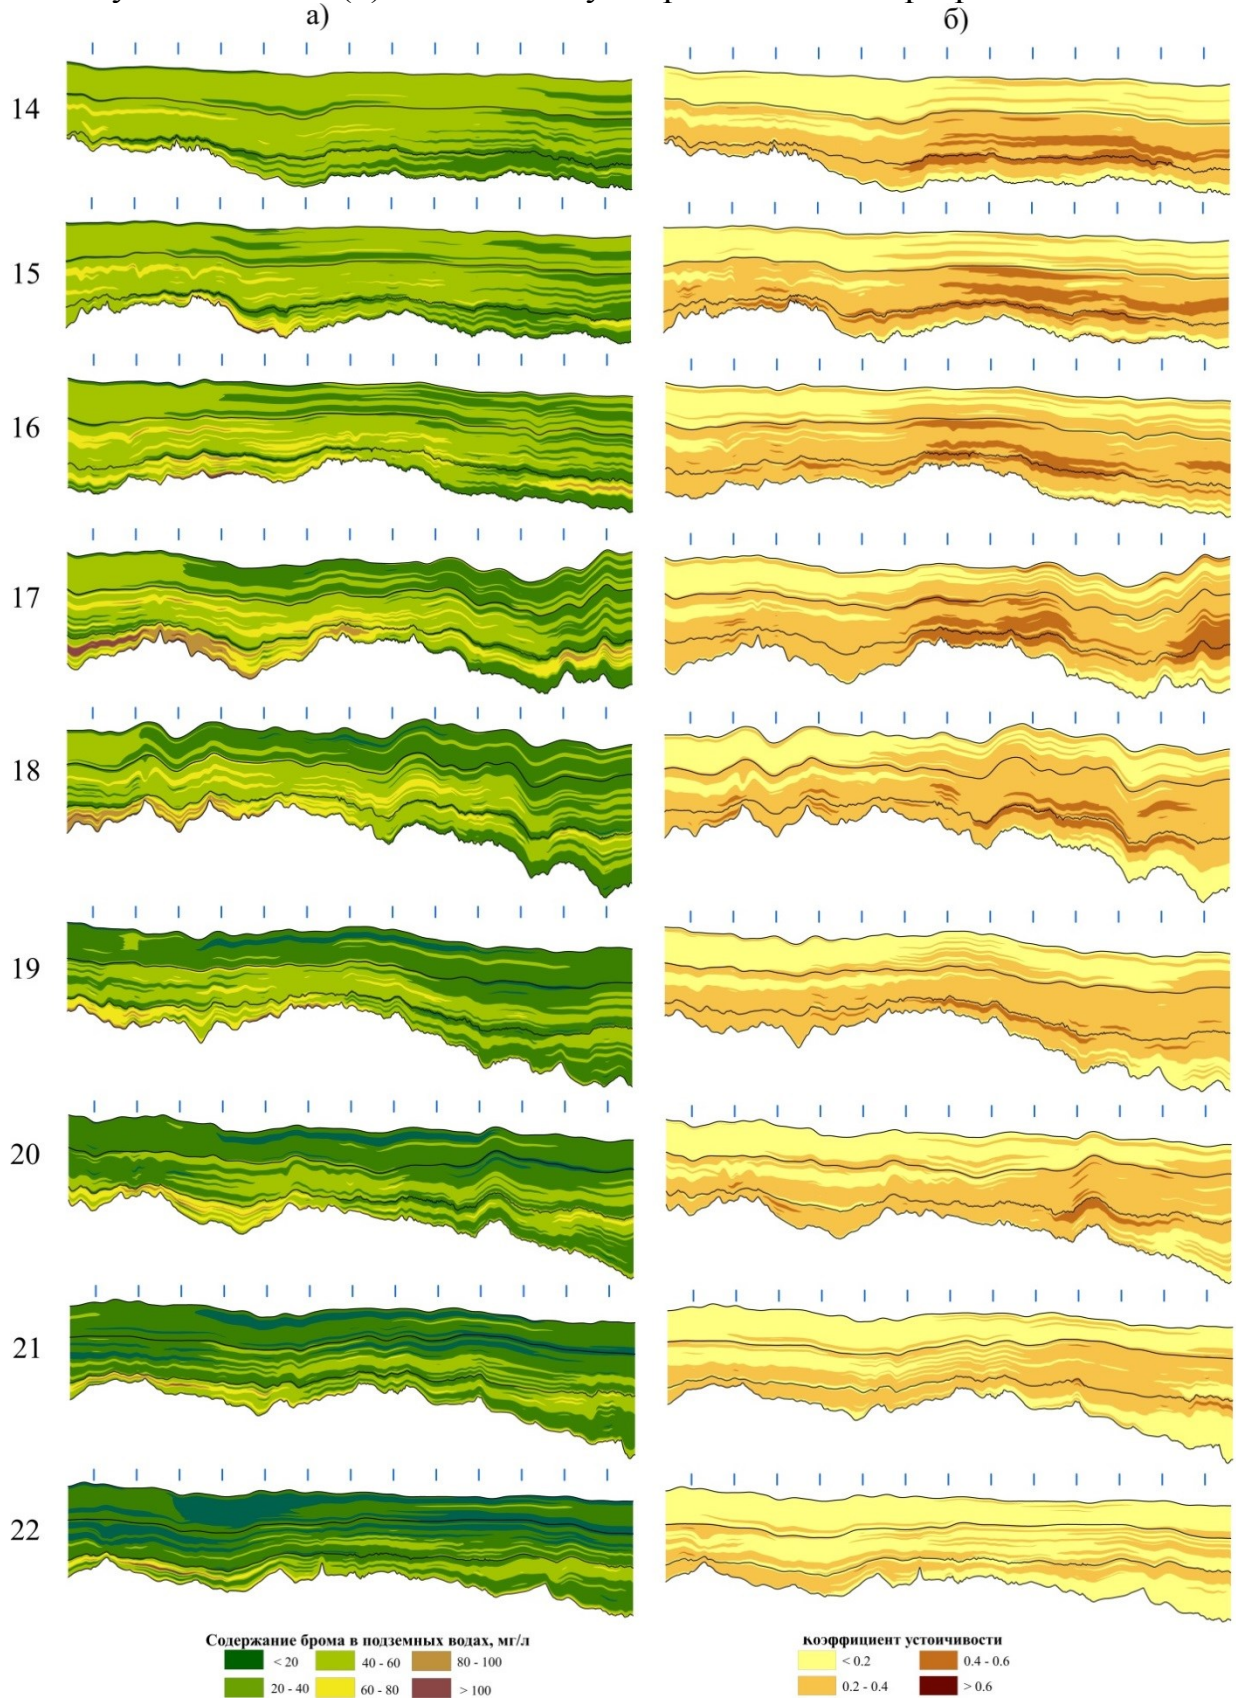 а)
б)
14
15
16
17
18
19
20
21
22
Содержание брома в подземных водах, мг/л
< 20
40 - 60
80 - 100
20 - 40
60 - 80
> 100
коэффициент устойчивости
< 0.2
0.4 - 0.6
0.2 - 0.4
> 0.6